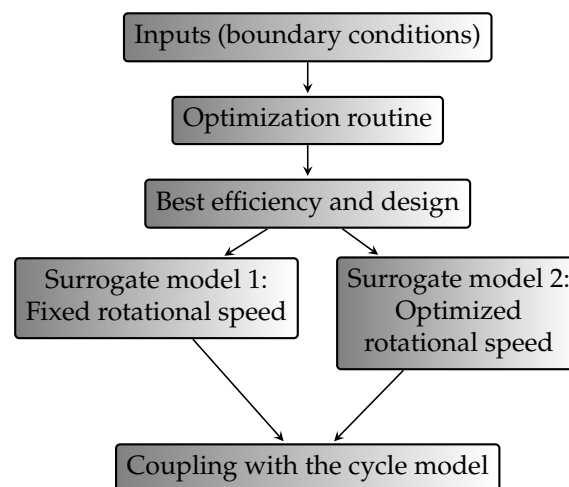 Inputs (boundary conditions)
Optimization routine
Best efficiency and design
Surrogate model 1:
Fixed rotational speed
Surrogate model 2:
Optimized
rotational speed
Coupling with the cycle model